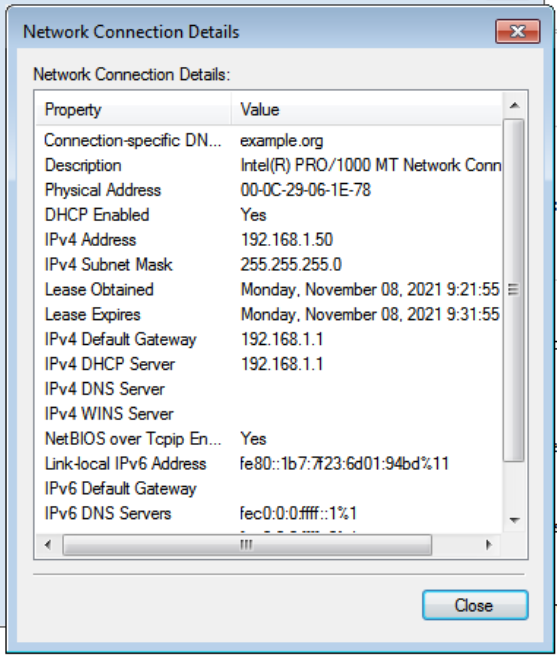 Network Connection Details
Network Connection Details:
Property Value
Connection-specific DN... example.org
Description Intel(R) PRO/1000 MT Network Conn
Physical Address 00-0C-29-06-1E-78
DHCP Enabled Yes
IPv4 Address 192.168.1.50
IPv4 Subnet Mask 255.255.255.0
Lease Obtained Monday, November 08, 2021 9:21:55
Lease Expires Monday, November 08, 2021 9:31:55
IPv4 Default Gateway 192.168.1.1
IPv4 DHCP Server 192.168.1.1
IPv4 DNS Server
IPv4 WINS Server
NetBIOS over Tcpip En... Yes
Link-local IPv6 Address fe80::1b7:7f23:6d01:94bd%11
IPv6 Default Gateway
IPv6 DNS Servers fec0:0:0:ffff::1%1
Close